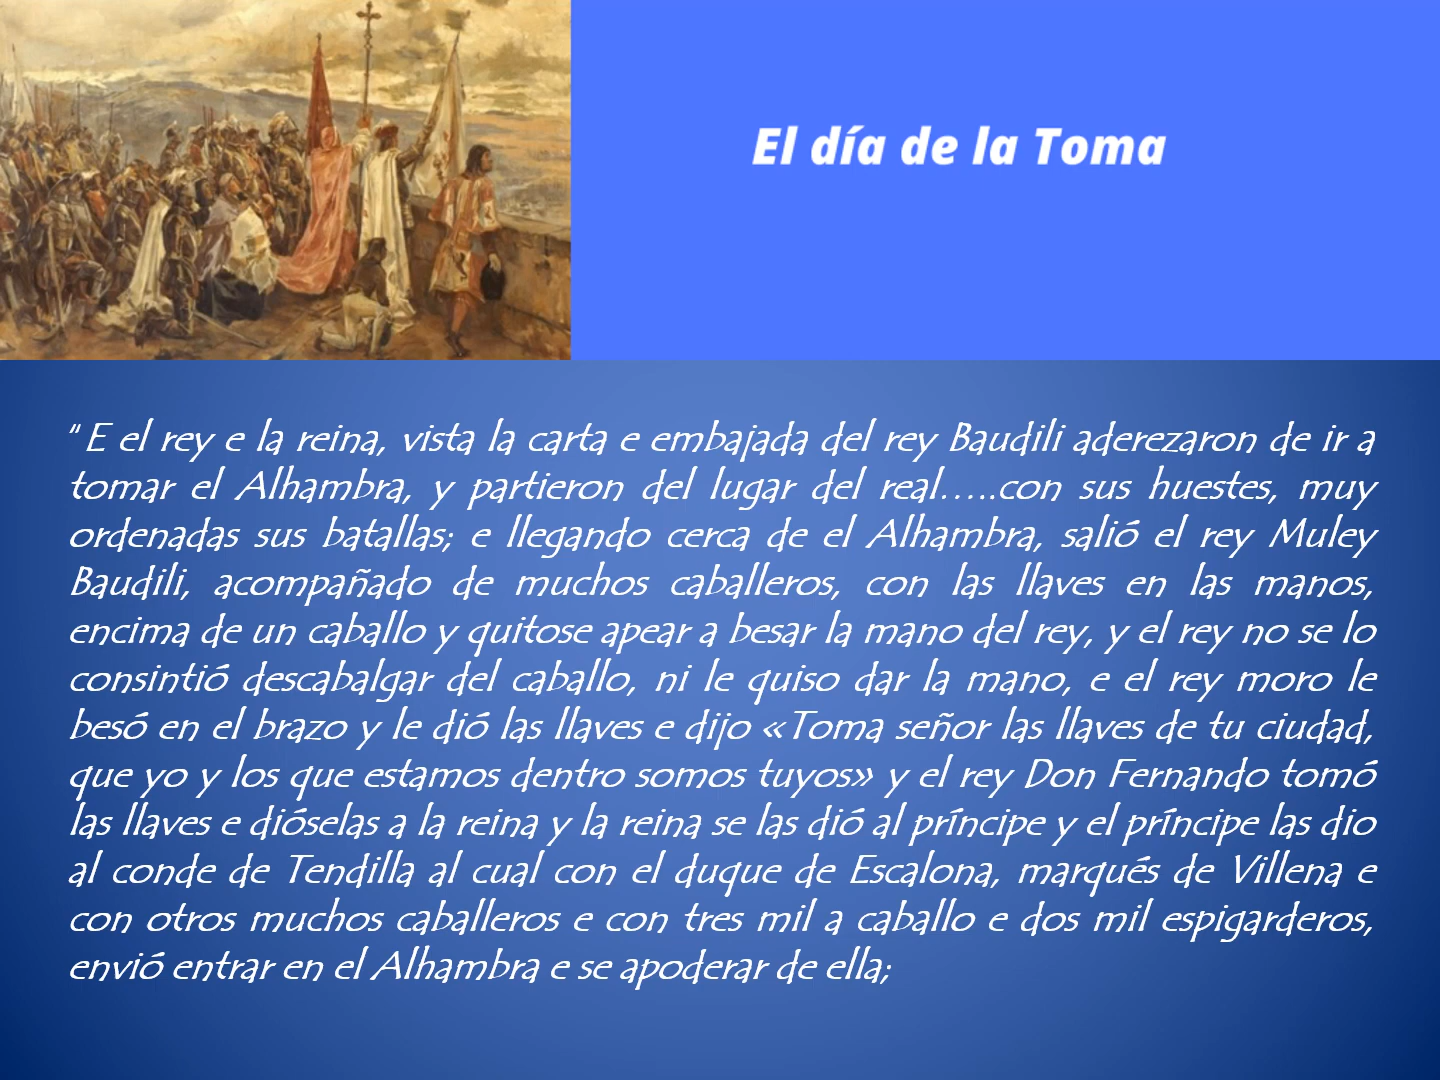 El día de la Toma
“ E el rey e la reina, vista la carta e embajada del rey Baudili aderezaron de ir a
tomar el Alhambra, y partieron del lugar del real…..con sus huestes, muy
ordenadas sus batallas; e llegando cerca de el Alhambra, salió el rey Muley
Baudili, acompañado de muchos caballeros, con las llaves en las manos,
encima de un caballo y quitose apear a besar la mano del rey, y el rey no se lo
consintió descabalgar del caballo, ni le quiso dar la mano, e el rey moro le
besó en el brazo y le dió las llaves e dijo «Toma señor las llaves de tu ciudad,
que yo y los que estamos dentro somos tuyos» y el rey Don Fernando tomó
las llaves e dióselas a la reina y la reina se las dió al príncipe y el príncipe las dio
al conde de Tendilla al cual con el duque de Escalona, marqués de Villena e
con otros muchos caballeros e con tres mil a caballo e dos mil espigarderos,
envió entrar en el Alhambra e se apoderar de ella;